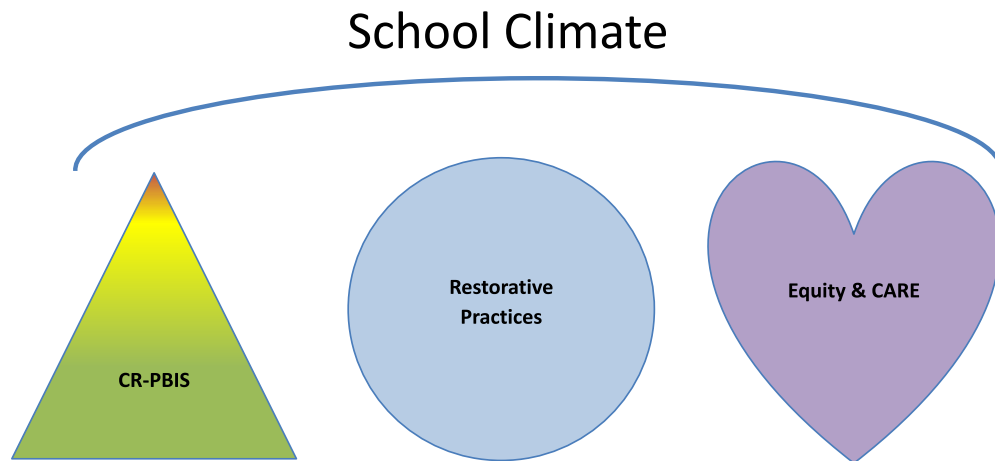 School Climate
Restorative
Practices
Equity & CARE
CR-PBIS